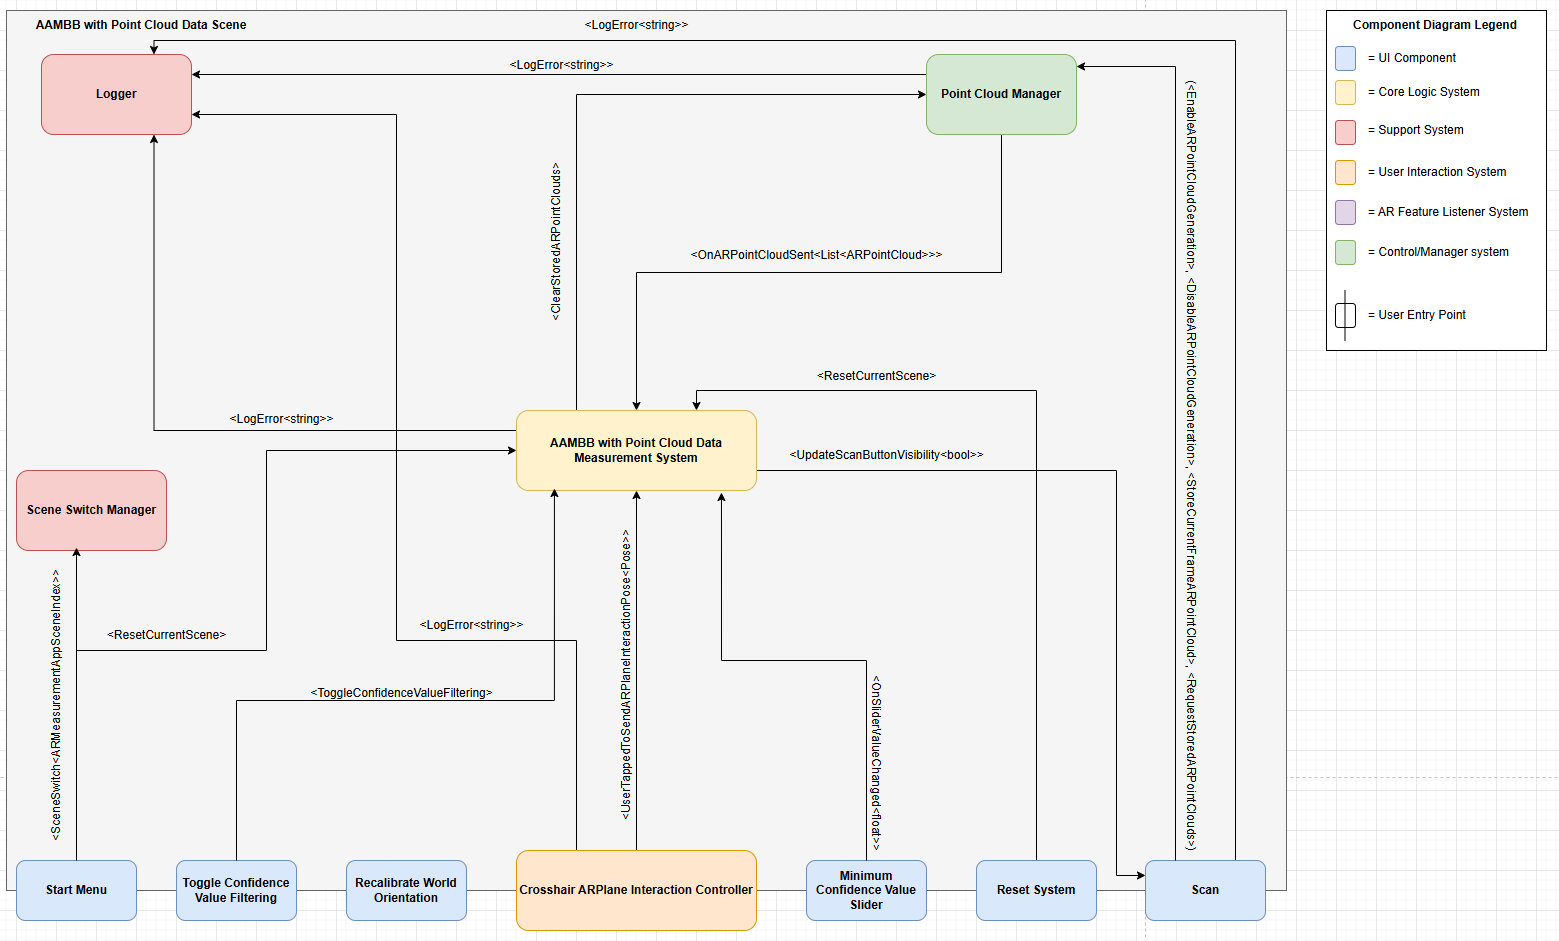 AAMBB with Point Cloud Data Scene
<LogError<string>>
Component Diagram Legend
= UI Component
= Core Logic System
= Support System
= User Interaction System
= AR Feature Listener System
= Control/Manager system
= User Entry Point
<LogError<string>>
Logger
Point Cloud Manager
<ClearStoredARPointClouds>
(<EnableARPointCloudGeneration>, <DisableARPointCloudGeneration>, <StoreCurrentFrameARPointCloud>, <RequestStoredARPointClouds>)
<OnARPointCloudSent<List<ARPointCloud>>>
<ResetCurrentScene>
<LogError<string>>
AAMBB with Point Cloud Data
Measurement System
<UpdateScanButtonVisibility<bool>>
Scene Switch Manager
<SceneSwitch<ARMeasurementAppSceneIndex>>
<ResetCurrentScene>
<LogError<string>>
<UserTappedToSendARPlaneInteractionPose<Pose>>
<ToggleConfidenceValueFiltering>
<OnSliderValueChanged<float>>
Start Menu
Toggle Confidence
Value Filtering
Recalibrate World
Orientation
Crosshair ARPlane Interaction Controller
Minimum
Confidence Value
Slider
Reset System
Scan